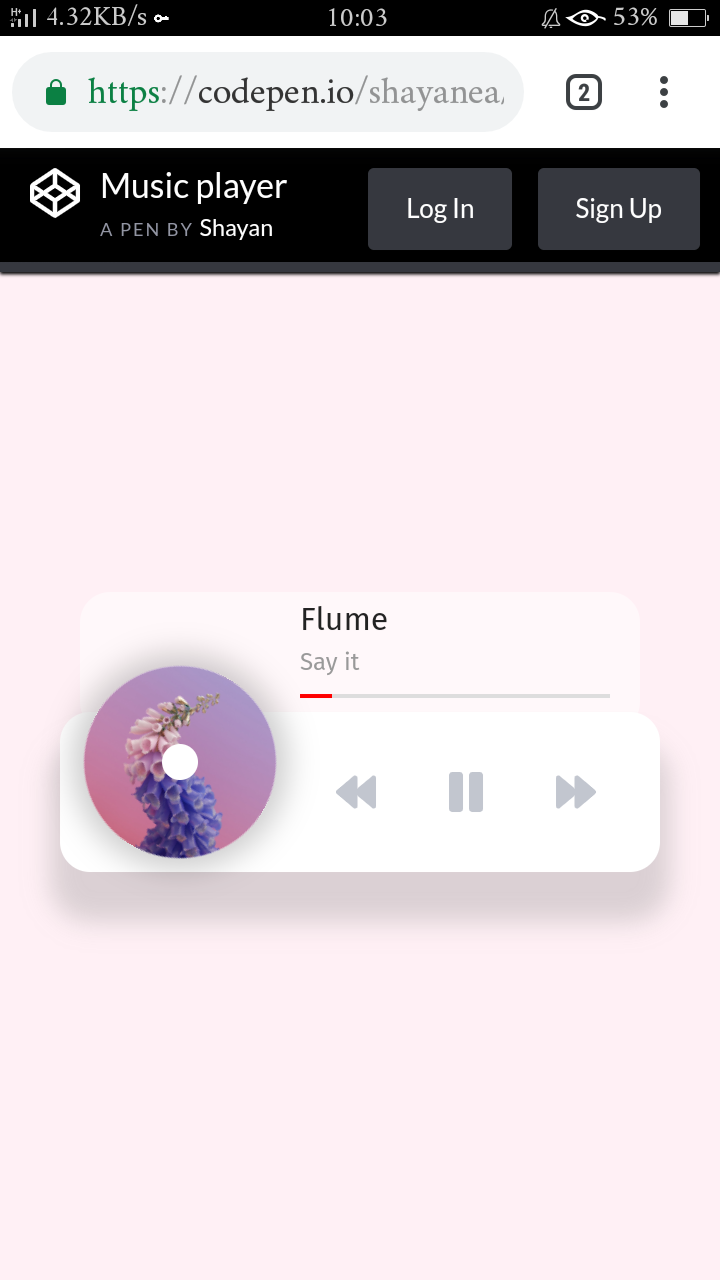 H+ 4.32KB/s 10:03 53%
https://codepen.io/shayanea/ 2
Music player
A PEN BY Shayan
Log In Sign Up
Flume
Say it